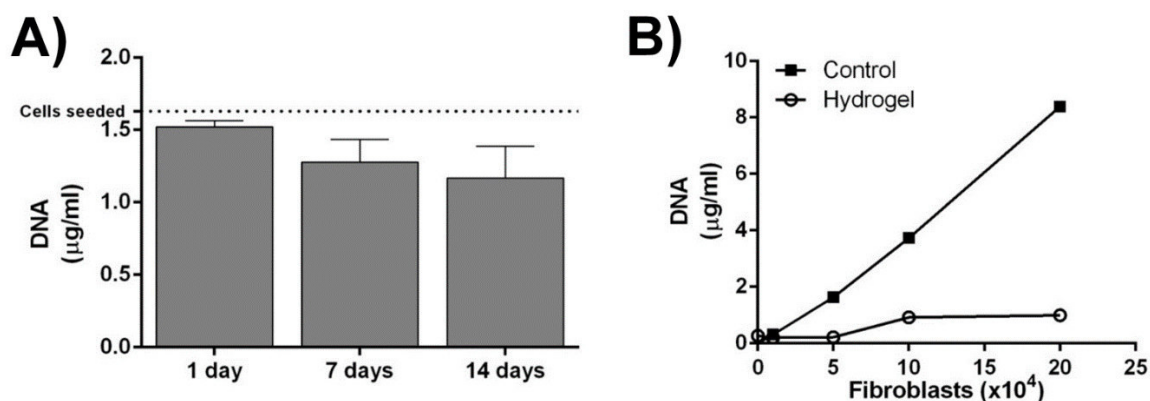 A)
2.0
Cells seeded
1.5
1.0
0.5
0.0
DNA
(μg/ml)
1 day 7 days 14 days
B)
Control
Hydrogel
10
8
6
4
2
0
DNA
(μg/ml)
0 5 10 15 20 25
Fibroblasts (x10⁴)